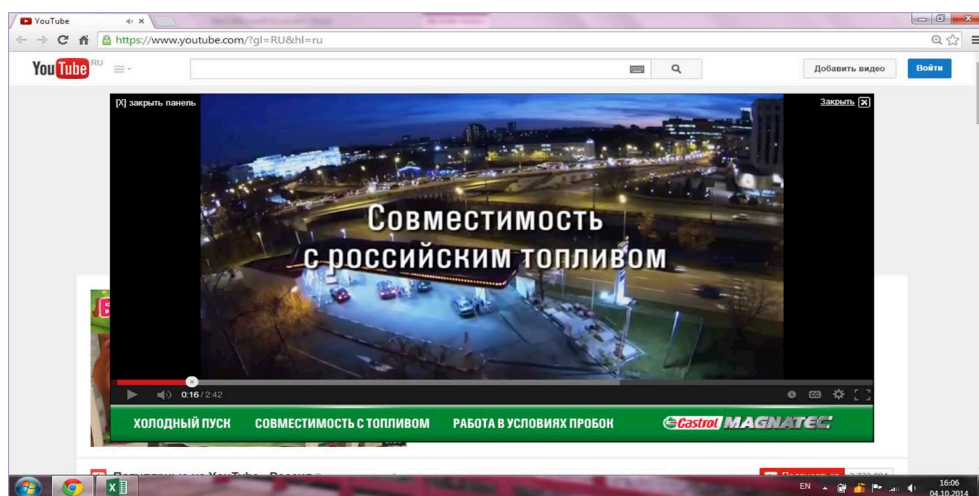 YouTube
https://www.youtube.com/?gl=RU&hl=ru
YouTube RU
Добавить видео
Войти
[X] закрыть панель
Закрыть
Совместимость
с российским топливом
0:16 / 2:42
ХОЛОДНЫЙ ПУСК
СОВМЕСТИМОСТЬ С ТОПЛИВОМ
РАБОТА В УСЛОВИЯХ ПРОБОК
Castrol MAGNATEC
EN
16:06
04.10.2014